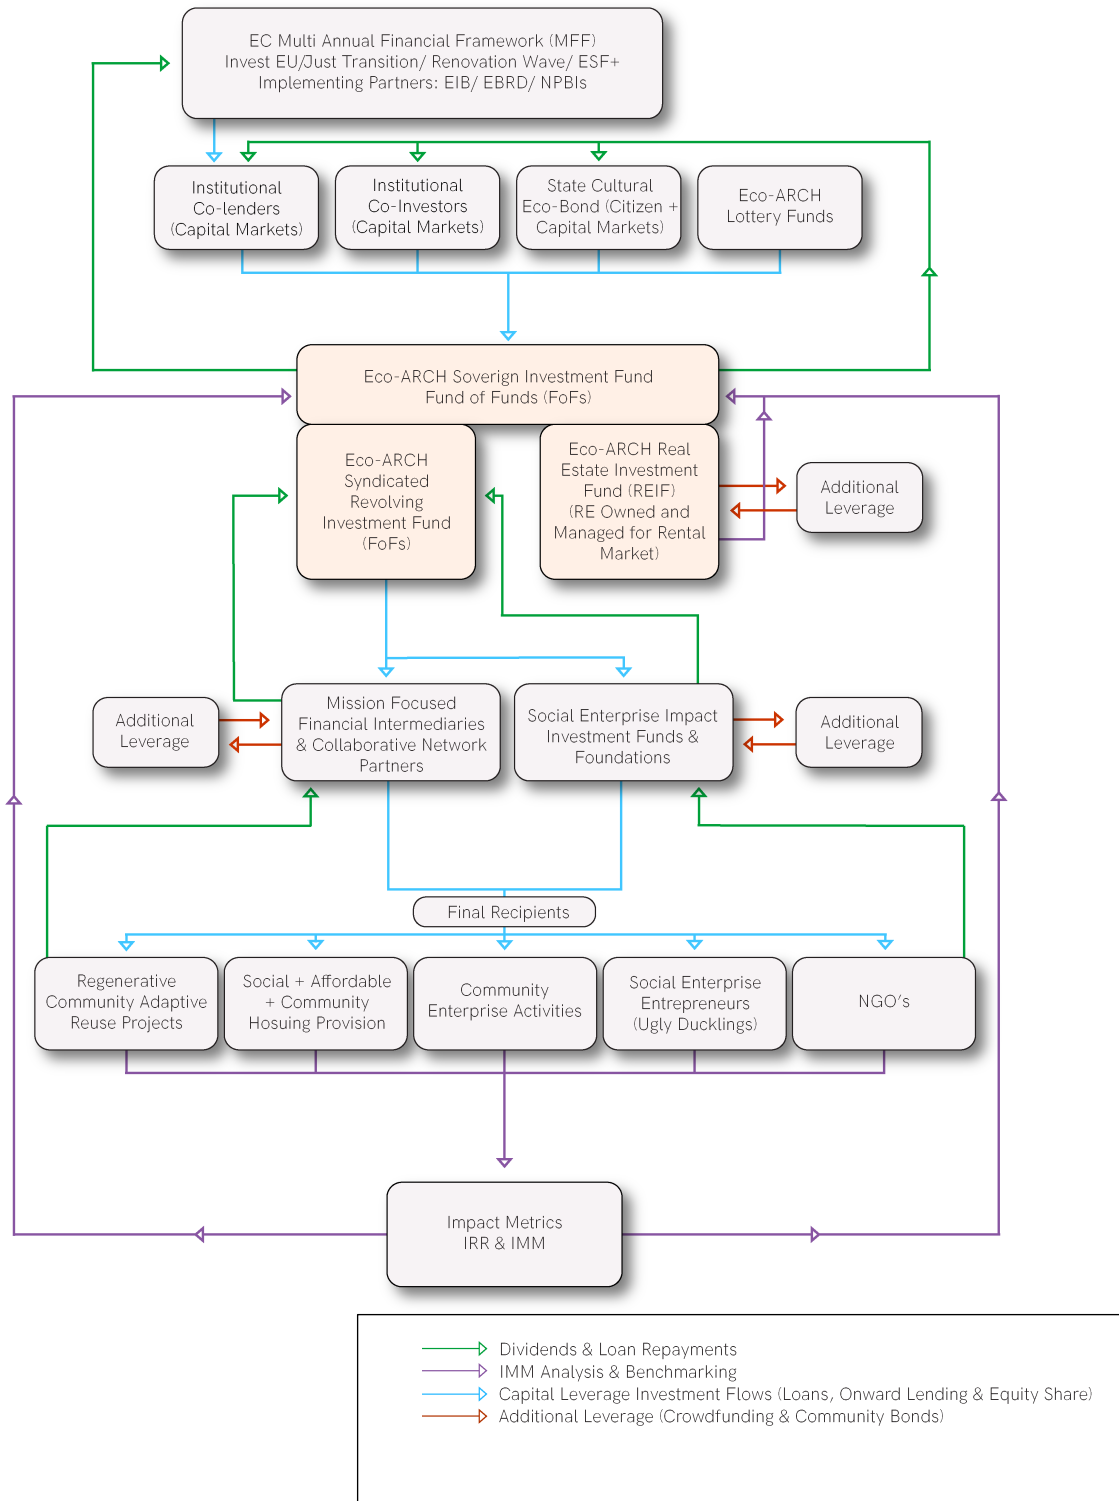 EC Multi Annual Financial Framework (MFF)
Invest EU/Just Transition/ Renovation Wave/ ESF+
Implementing Partners: EIB/ EBRD/ NPBIs
Institutional
Co-lenders
(Capital Markets)
Institutional
Co-Investors
(Capital Markets)
State Cultural
Eco-Bond (Citizen +
Capital Markets)
Eco-ARCH
Lottery Funds
Eco-ARCH Soverign Investment Fund
Fund of Funds (FoFs)
Eco-ARCH
Syndicated
Revolving
Investment Fund
(FoFs)
Eco-ARCH Real
Estate Investment
Fund (REIF)
(RE Owned and
Managed for Rental
Market)
Additional
Leverage
Additional
Leverage
Mission Focused
Financial Intermediaries
& Collaborative Network
Partners
Social Enterprise Impact
Investment Funds &
Foundations
Additional
Leverage
Final Recipients
Regenerative
Community Adaptive
Reuse Projects
Social + Affordable
+ Community
Hosuing Provision
Community
Enterprise Activities
Social Enterprise
Entrepreneurs
(Ugly Ducklings)
NGO's
Impact Metrics
IRR & IMM
Dividends & Loan Repayments
IMM Analysis & Benchmarking
Capital Leverage Investment Flows (Loans, Onward Lending & Equity Share)
Additional Leverage (Crowdfunding & Community Bonds)